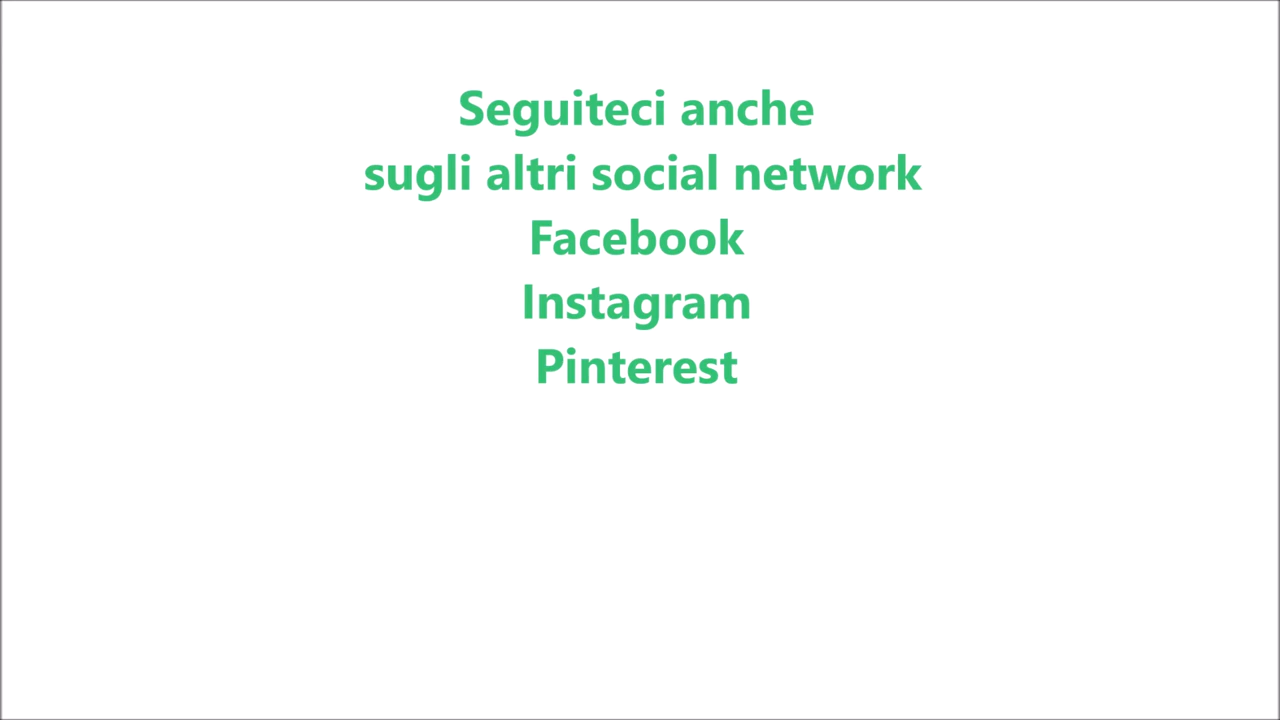 Seguiteci anche
sugli altri social network
Facebook
Instagram
Pinterest